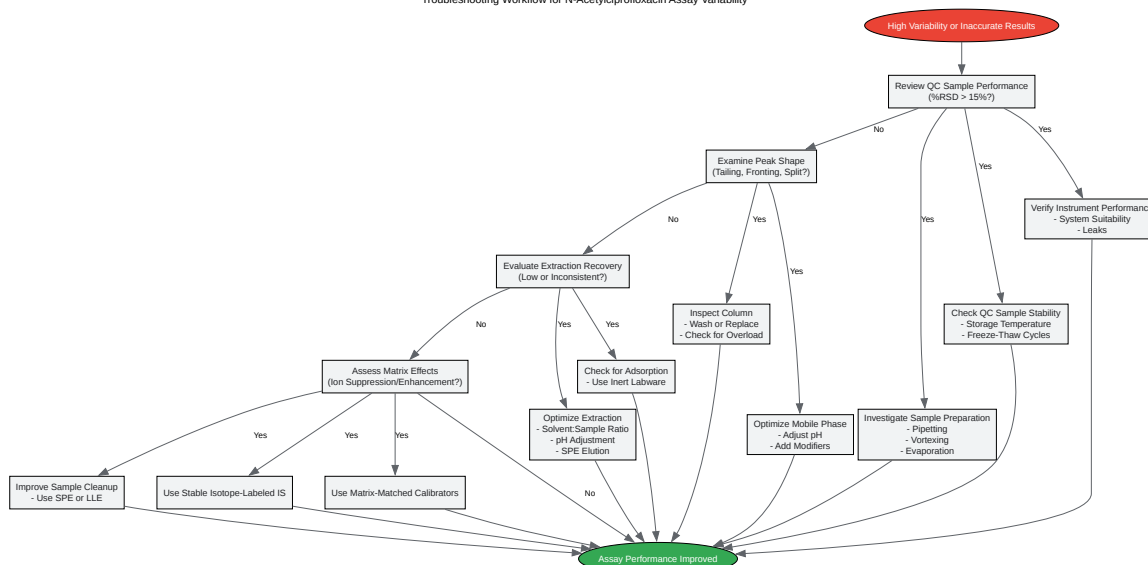 Troubleshooting Workflow for N-Acetylciprofloxacin Assay Variability
High Variability or Inaccurate Results
Review QC Sample Performance
(%RSD > 15%?)
No
Yes
Yes
Yes
Examine Peak Shape
(Tailing, Fronting, Split?)
Verify Instrument Performance
- System Suitability
- Leaks
No
Yes
Yes
Evaluate Extraction Recovery
(Low or Inconsistent?)
Inspect Column
- Wash or Replace
- Check for Overload
Check QC Sample Stability
- Storage Temperature
- Freeze-Thaw Cycles
No
Yes
Yes
Assess Matrix Effects
(Ion Suppression/Enhancement?)
Check for Adsorption
- Use Inert Labware
Optimize Extraction
- Solvent:Sample Ratio
- pH Adjustment
- SPE Elution
Optimize Mobile Phase
- Adjust pH
- Add Modifiers
Investigate Sample Preparation
- Pipetting
- Vortexing
- Evaporation
Yes
Yes
Yes
No
Improve Sample Cleanup
- Use SPE or LLE
Use Stable Isotope-Labeled IS
Use Matrix-Matched Calibrators
Assay Performance Improved